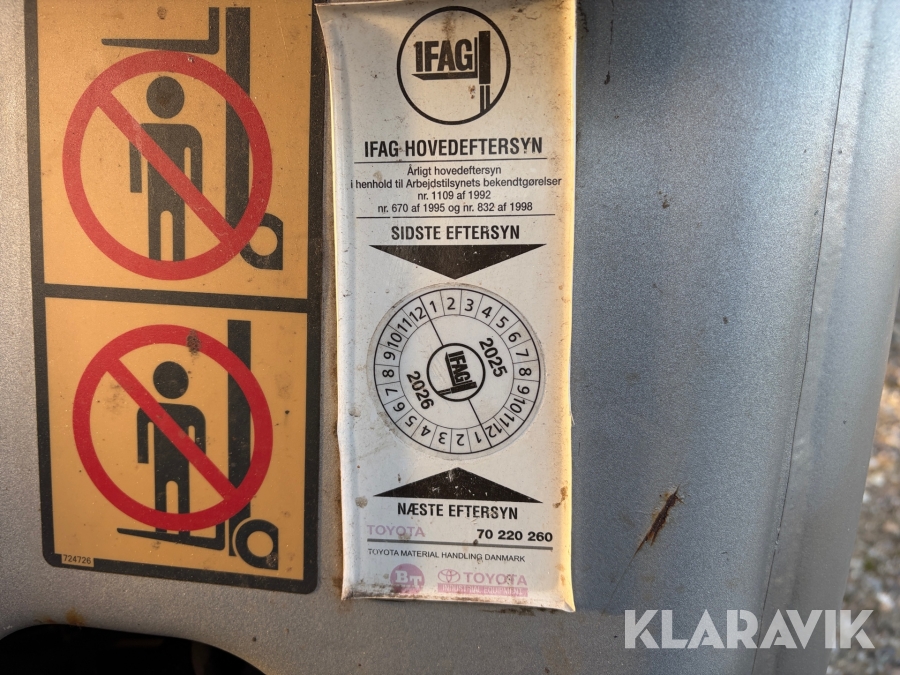 IFAG
IFAG HOVEDEFTERSYN
Årligt hovedeftersyn
i henhold til Arbejdstilsynets bekendtgørelser
nr. 1109 af 1992
nr. 670 af 1995 og nr. 832 af 1998
SIDSTE EFTERSYN
1 2 3 4 5 6 7 8 9 10 11 12
2025
IFAG
2026
1 2 3 4 5 6 7 8 9 10 11 12
NÆSTE EFTERSYN
TOYOTA 70 220 260
TOYOTA MATERIAL HANDLING DANMARK
BT TOYOTA
724726
KLARAVIK